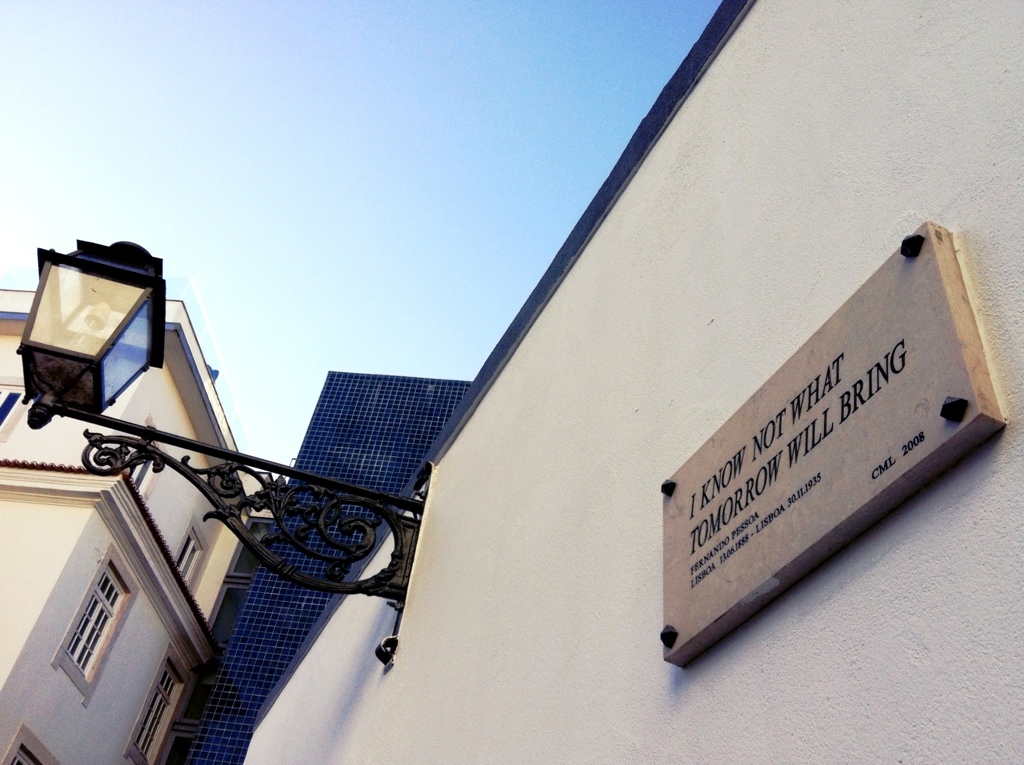 I KNOW NOT WHAT
TOMORROW WILL BRING
FERNANDO PESSOA
LISBOA 13.06.1888 - LISBOA 30.11.1935
CML 2008